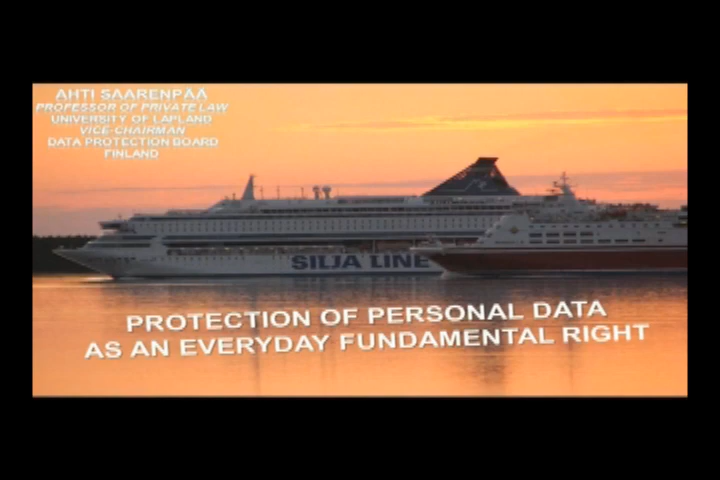 AHTI SAARENPÄÄ
PROFESSOR OF PRIVATE LAW
UNIVERSITY OF LAPLAND
VICE-CHAIRMAN
DATA PROTECTION BOARD
FINLAND
SILJA LINE
PROTECTION OF PERSONAL DATA
AS AN EVERYDAY FUNDAMENTAL RIGHT